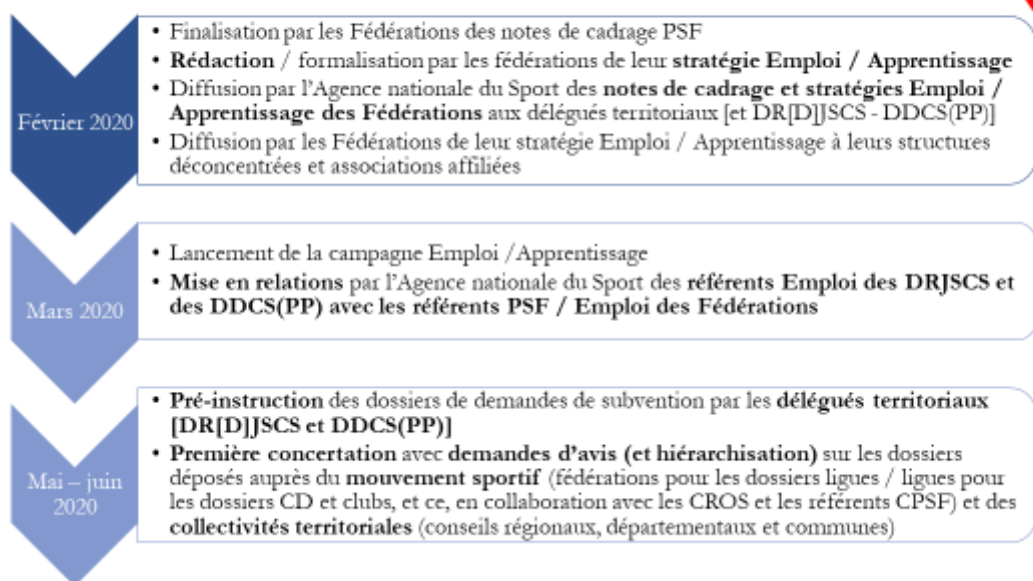 Février 2020
• Finalisation par les Fédérations des notes de cadrage PSF
• Rédaction / formalisation par les fédérations de leur stratégie Emploi / Apprentissage
• Diffusion par l'Agence nationale du Sport des notes de cadrage et stratégies Emploi /
Apprentissage des Fédérations aux délégués territoriaux [et DR[D]JSCS - DDCS(PP)]
• Diffusion par les Fédérations de leur stratégie Emploi / Apprentissage à leurs structures
déconcentrées et associations affiliées
Mars 2020
• Lancement de la campagne Emploi /Apprentissage
• Mise en relations par l'Agence nationale du Sport des référents Emploi des DRJSCS et
des DDCS(PP) avec les référents PSF / Emploi des Fédérations
Mai – juin
2020
• Pré-instruction des dossiers de demandes de subvention par les délégués territoriaux
[DR[D]JSCS et DDCS(PP)]
• Première concertation avec demandes d'avis (et hiérarchisation) sur les dossiers
déposés auprès du mouvement sportif (fédérations pour les dossiers ligues / ligues pour
les dossiers CD et clubs, et ce, en collaboration avec les CROS et les référents CPSF) et des
collectivités territoriales (conseils régionaux, départementaux et communes)